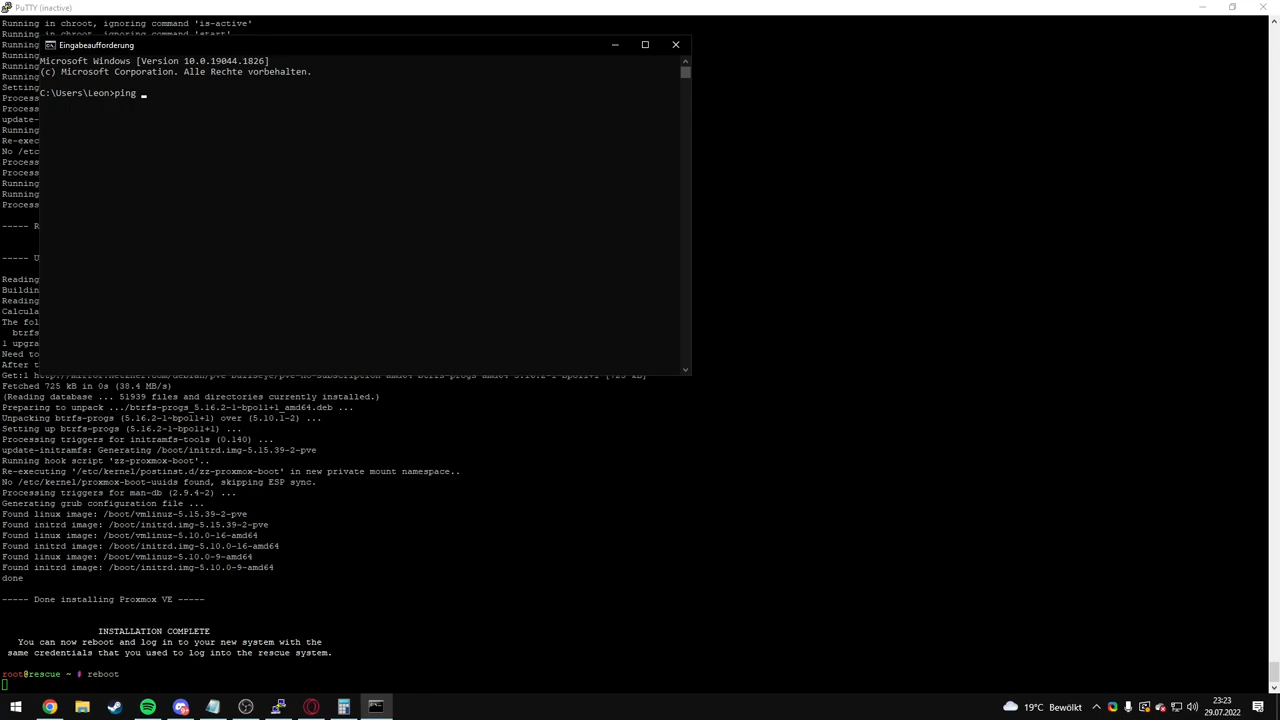 PuTTY (inactive)
Running in chroot, ignoring command 'is-active'
Running in chroot, ignoring command 'start'
Running
Eingabeaufforderung
Running
Microsoft Windows [Version 10.0.19044.1826]
Running
(c) Microsoft Corporation. Alle Rechte vorbehalten.
Running
Setting
C:\Users\Leon>ping
Process
Process
update-
Running
Re-exec
No /etc
Process
Process
Running
Running
Process
----- R
----- U
Reading
Buildin
Reading
Calcula
The fol
btrfs
1 upgra
Need to
After t
Get:1 http://mirror.hetzner.com/debian/pve bullseye/pve-no-subscription amd64 btrfs-progs amd64 5.16.2-1~bpo11+1 [725 kB]
Fetched 725 kB in 0s (38.4 MB/s)
(Reading database ... 51939 files and directories currently installed.)
Preparing to unpack .../btrfs-progs_5.16.2-1~bpo11+1_amd64.deb ...
Unpacking btrfs-progs (5.16.2-1~bpo11+1) over (5.10.1-2) ...
Setting up btrfs-progs (5.16.2-1~bpo11+1) ...
Processing triggers for initramfs-tools (0.140) ...
update-initramfs: Generating /boot/initrd.img-5.15.39-2-pve
Running hook script 'zz-proxmox-boot'..
Re-executing '/etc/kernel/postinst.d/zz-proxmox-boot' in new private mount namespace..
No /etc/kernel/proxmox-boot-uuids found, skipping ESP sync.
Processing triggers for man-db (2.9.4-2) ...
Generating grub configuration file ...
Found linux image: /boot/vmlinuz-5.15.39-2-pve
Found initrd image: /boot/initrd.img-5.15.39-2-pve
Found linux image: /boot/vmlinuz-5.10.0-16-amd64
Found initrd image: /boot/initrd.img-5.10.0-16-amd64
Found linux image: /boot/vmlinuz-5.10.0-9-amd64
Found initrd image: /boot/initrd.img-5.10.0-9-amd64
done
----- Done installing Proxmox VE -----
INSTALLATION COMPLETE
You can now reboot and log in to your new system with the
same credentials that you used to log into the rescue system.
root@rescue ~ # reboot
19°C Bewölkt
23:23
29.07.2022